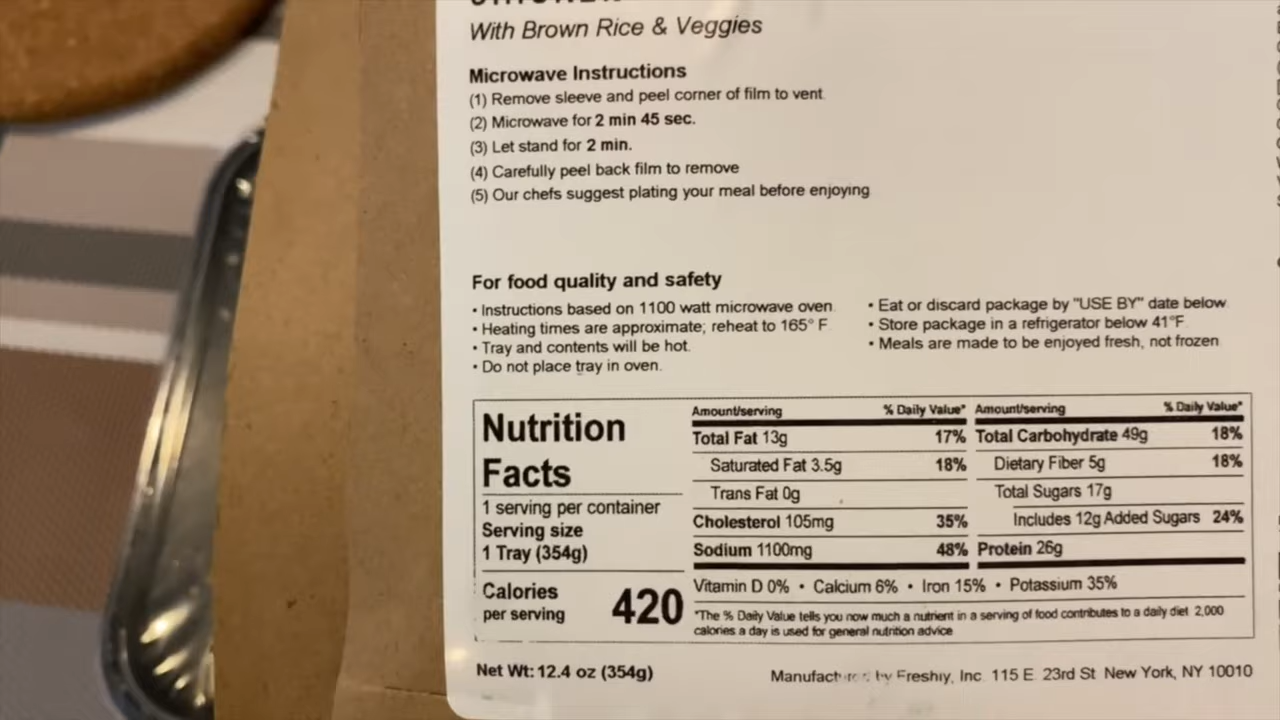 With Brown Rice & Veggies
Microwave Instructions
(1) Remove sleeve and peel corner of film to vent
(2) Microwave for 2 min 45 sec.
(3) Let stand for 2 min.
(4) Carefully peel back film to remove
(5) Our chefs suggest plating your meal before enjoying
For food quality and safety
• Instructions based on 1100 watt microwave oven.
• Heating times are approximate; reheat to 165° F
• Tray and contents will be hot.
• Do not place tray in oven.
• Eat or discard package by "USE BY" date below.
• Store package in a refrigerator below 41°F.
• Meals are made to be enjoyed fresh, not frozen
Nutrition
Facts
1 serving per container
Serving size
1 Tray (354g)
Calories
per serving 420
Amount/serving % Daily Value*
Total Fat 13g 17%
Saturated Fat 3.5g 18%
Trans Fat 0g
Cholesterol 105mg 35%
Sodium 1100mg 48%
Amount/serving % Daily Value*
Total Carbohydrate 49g 18%
Dietary Fiber 5g 18%
Total Sugars 17g
Includes 12g Added Sugars 24%
Protein 26g
Vitamin D 0% • Calcium 6% • Iron 15% • Potassium 35%
*The % Daily Value tells you how much a nutrient in a serving of food contributes to a daily diet 2,000
calories a day is used for general nutrition advice
Net Wt: 12.4 oz (354g)
Manufactured by Freshly, Inc. 115 E. 23rd St New York, NY 10010